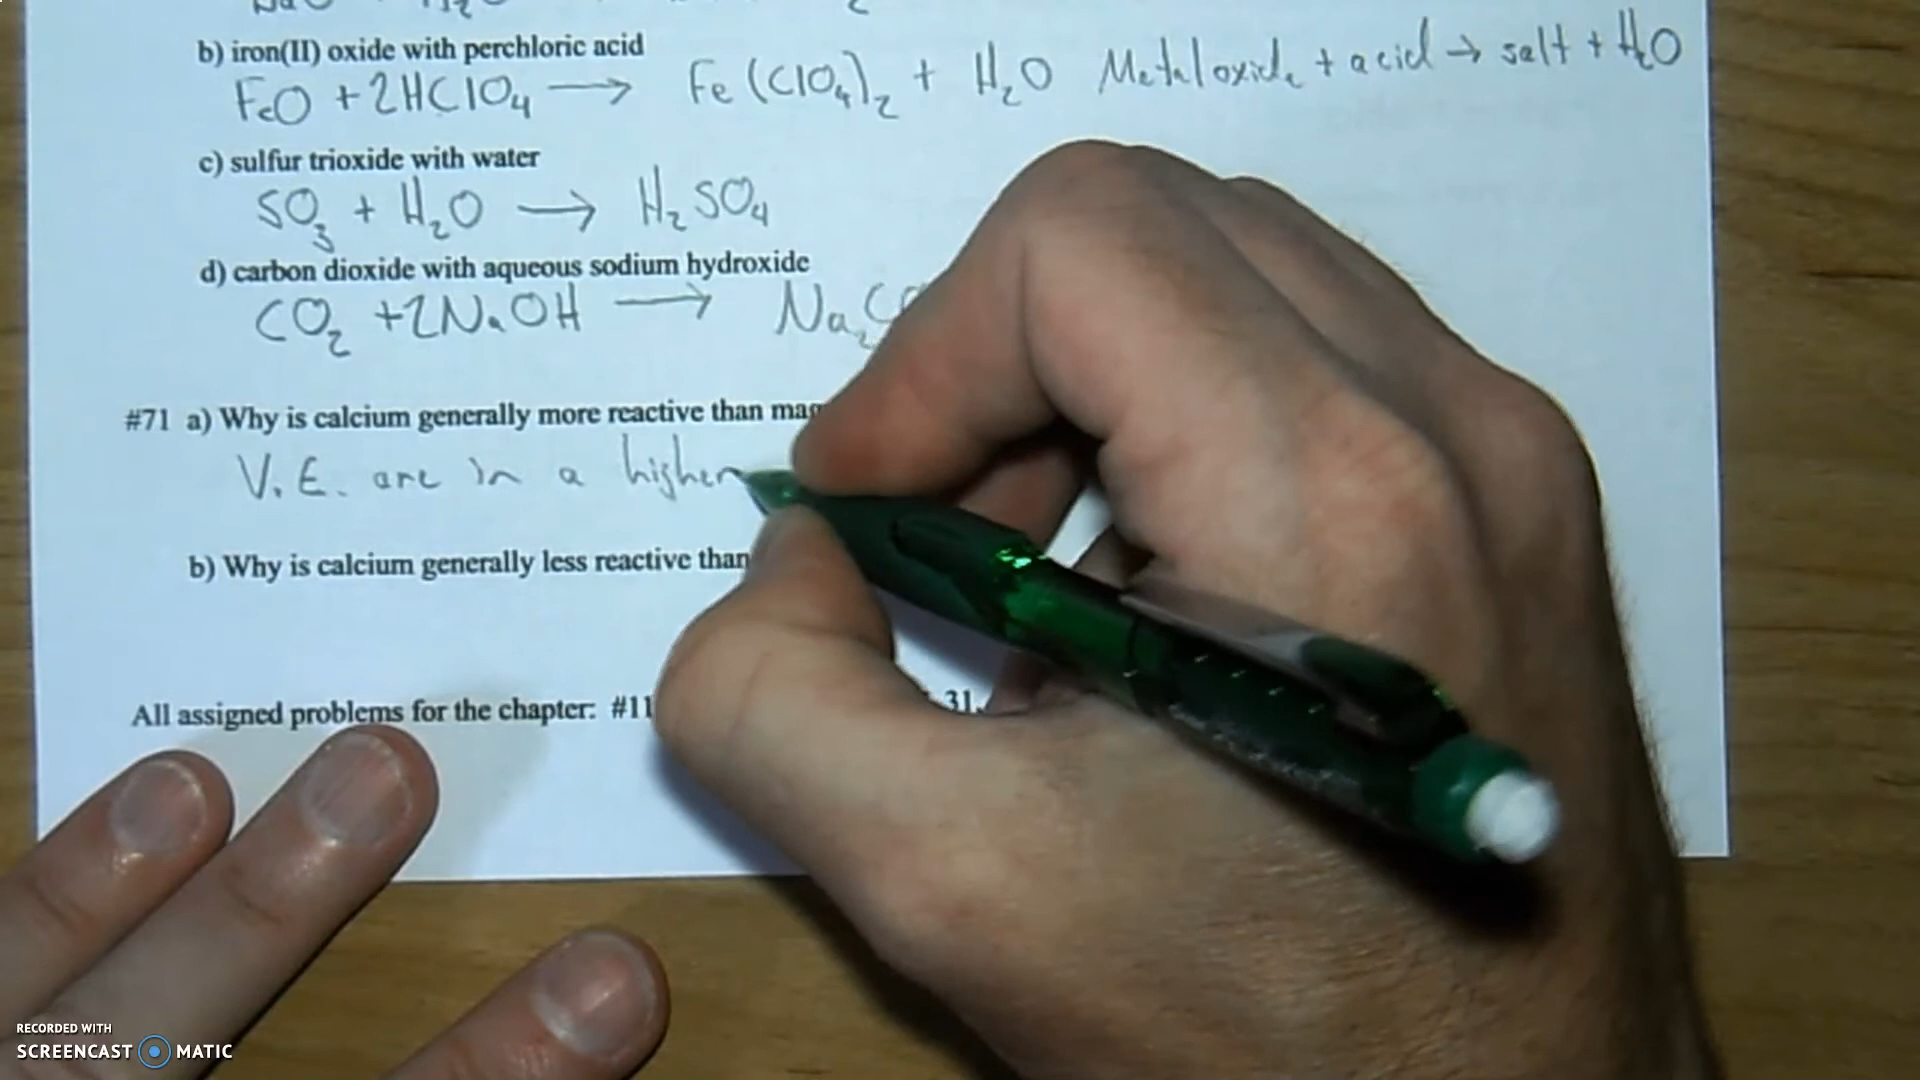 b) iron(II) oxide with perchloric acid
FeO + 2HClO₄ → Fe(ClO₄)₂ + H₂O Metal oxide + acid → salt + H₂O
c) sulfur trioxide with water
SO₃ + H₂O → H₂SO₄
d) carbon dioxide with aqueous sodium hydroxide
CO₂ + 2NaOH → Na₂C
#71 a) Why is calcium generally more reactive than
V.E. are in a higher
b) Why is calcium generally less reactive than
All assigned problems for the chapter: #11 31,
RECORDED WITH
SCREENCAST MATIC